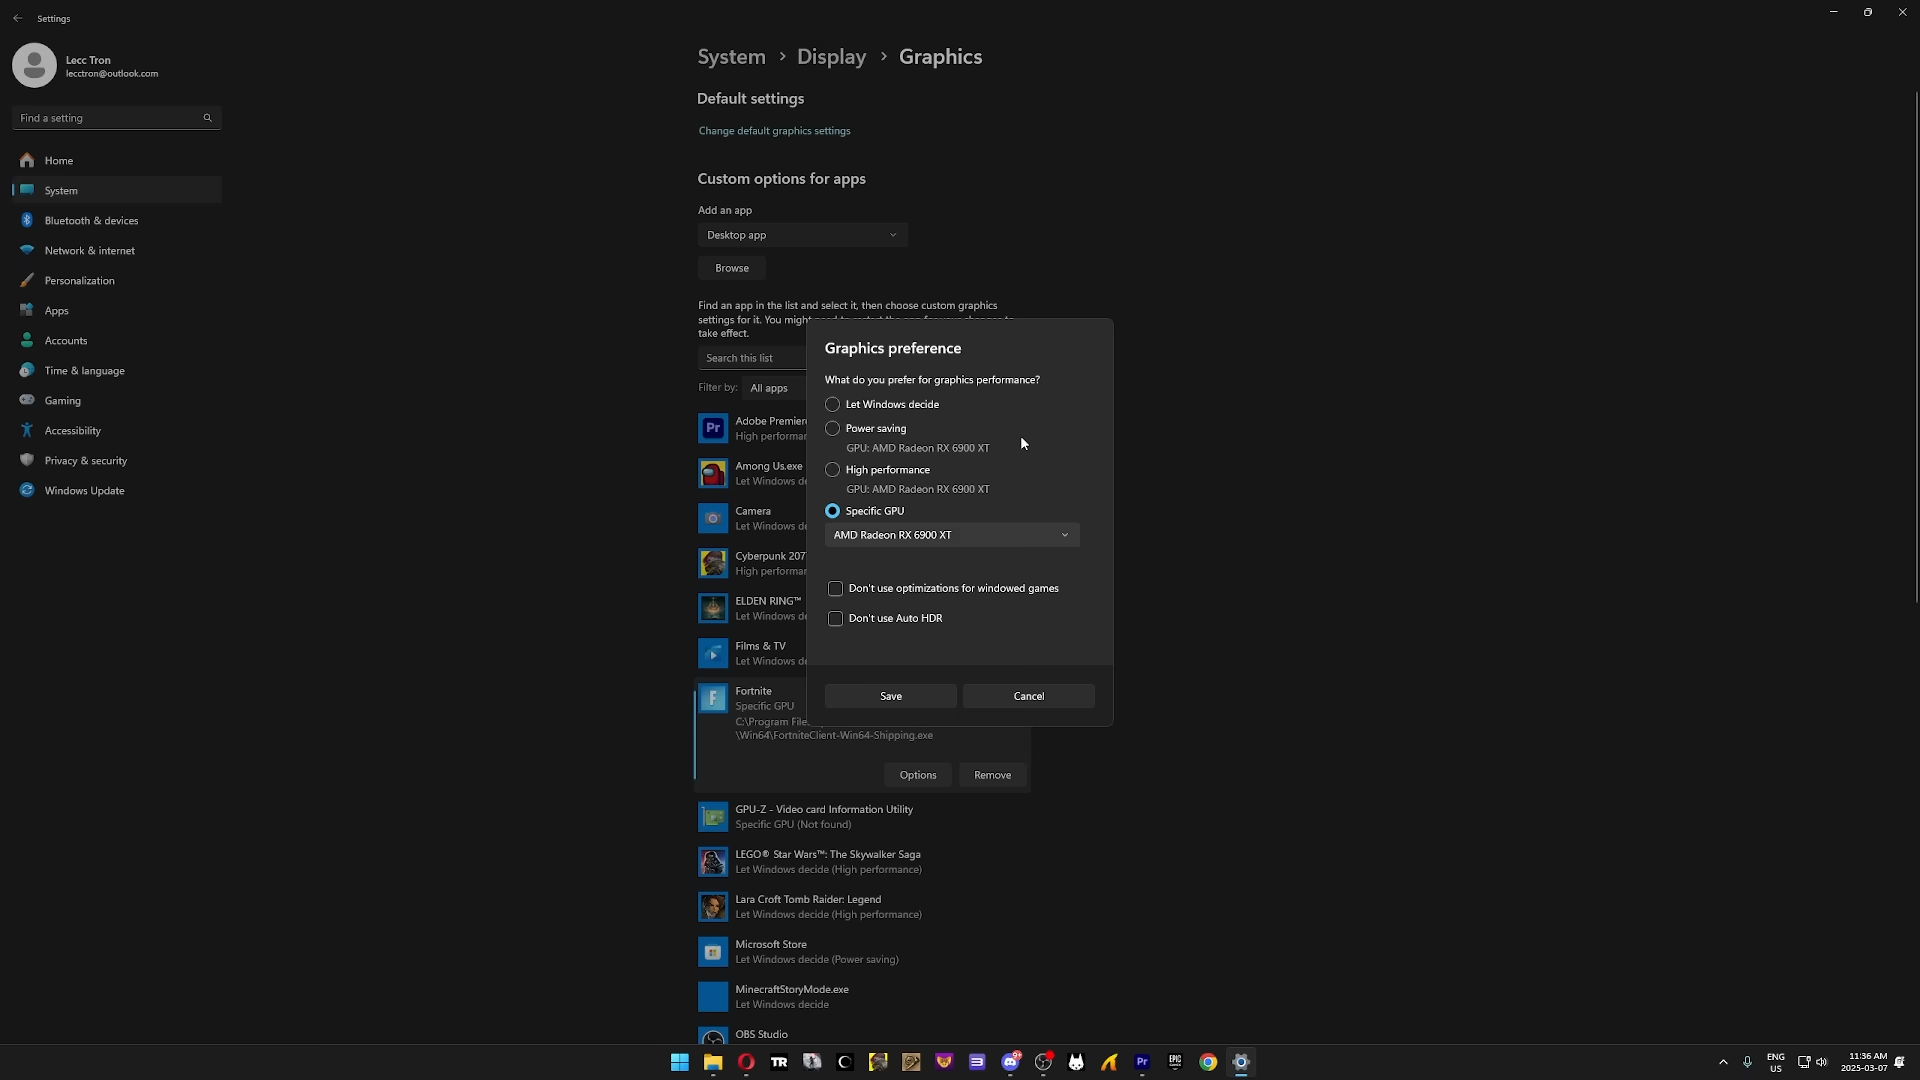 Settings
Lecc Tron
lecctron@outlook.com
Find a setting
Home
System
Bluetooth & devices
Network & internet
Personalization
Apps
Accounts
Time & language
Gaming
Accessibility
Privacy & security
Windows Update
System > Display > Graphics
Default settings
Change default graphics settings
Custom options for apps
Add an app
Desktop app
Browse
Find an app in the list and select it, then choose custom graphics
settings for it. You might
take effect.
Search this list
Filter by: All apps
Adobe Premier
High performa
Among Us.exe
Let Windows de
Camera
Let Windows de
Cyberpunk 207
High performa
ELDEN RING™
Let Windows de
Films & TV
Let Windows de
Fortnite
Specific GPU
C:\Program File
\Win64\FortniteClient-Win64-Shipping.exe
Options Remove
GPU-Z - Video card Information Utility
Specific GPU (Not found)
LEGO® Star Wars™: The Skywalker Saga
Let Windows decide (High performance)
Lara Croft Tomb Raider: Legend
Let Windows decide (High performance)
Microsoft Store
Let Windows decide (Power saving)
MinecraftStoryMode.exe
Let Windows decide
OBS Studio
Graphics preference
What do you prefer for graphics performance?
Let Windows decide
Power saving
GPU: AMD Radeon RX 6900 XT
High performance
GPU: AMD Radeon RX 6900 XT
Specific GPU
AMD Radeon RX 6900 XT
Don't use optimizations for windowed games
Don't use Auto HDR
Save Cancel
Pr
F
TR
Pr
EPIC
ENG
US
11:36 AM
2025-03-07